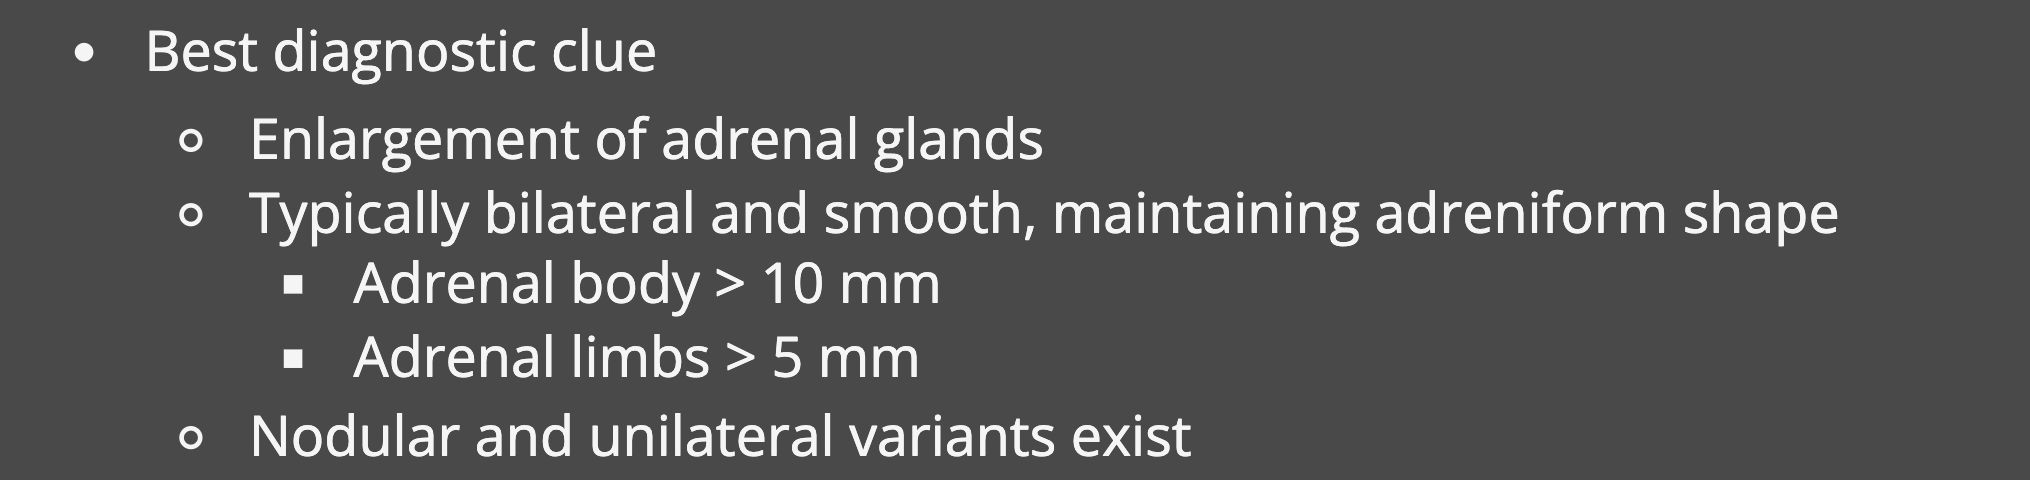 • Best diagnostic clue
◦ Enlargement of adrenal glands
◦ Typically bilateral and smooth, maintaining adreniform shape
▪ Adrenal body > 10 mm
▪ Adrenal limbs > 5 mm
◦ Nodular and unilateral variants exist